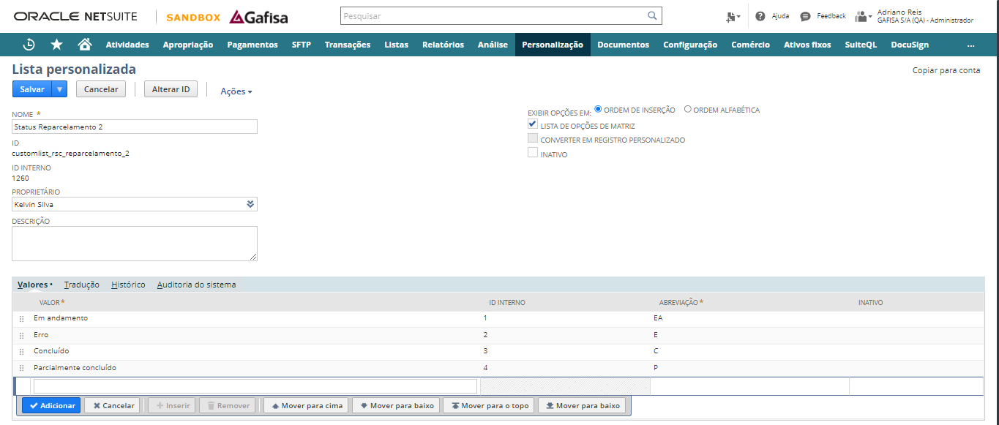 ORACLE NETSUITE SANDBOX Gafisa Pesquisar Ajuda Feedback Adriano Reis
GAFISA S/A (QA) - Administrador
Atividades Apropriação Pagamentos SFTP Transações Listas Relatórios Análise Personalização Documentos Configuração Comércio Ativos fixos SuiteQL DocuSign ...
Lista personalizada
Copiar para conta
Salvar Cancelar Alterar ID Ações
NOME *
Status Reparcelamento 2
ID
customlist_rsc_reparcelamento_2
ID INTERNO
1260
PROPRIETÁRIO
Kelvin Silva
DESCRIÇÃO
EXIBIR OPÇÕES EM: ORDEM DE INSERÇÃO ORDEM ALFABÉTICA
LISTA DE OPÇÕES DE MATRIZ
CONVERTER EM REGISTRO PERSONALIZADO
INATIVO
Valores • Tradução Histórico Auditoria do sistema
VALOR * ID INTERNO ABREVIAÇÃO * INATIVO
Em andamento 1 EA
Erro 2 E
Concluído 3 C
Parcialmente concluído 4 P
Adicionar Cancelar Inserir Remover Mover para cima Mover para baixo Mover para o topo Mover para baixo